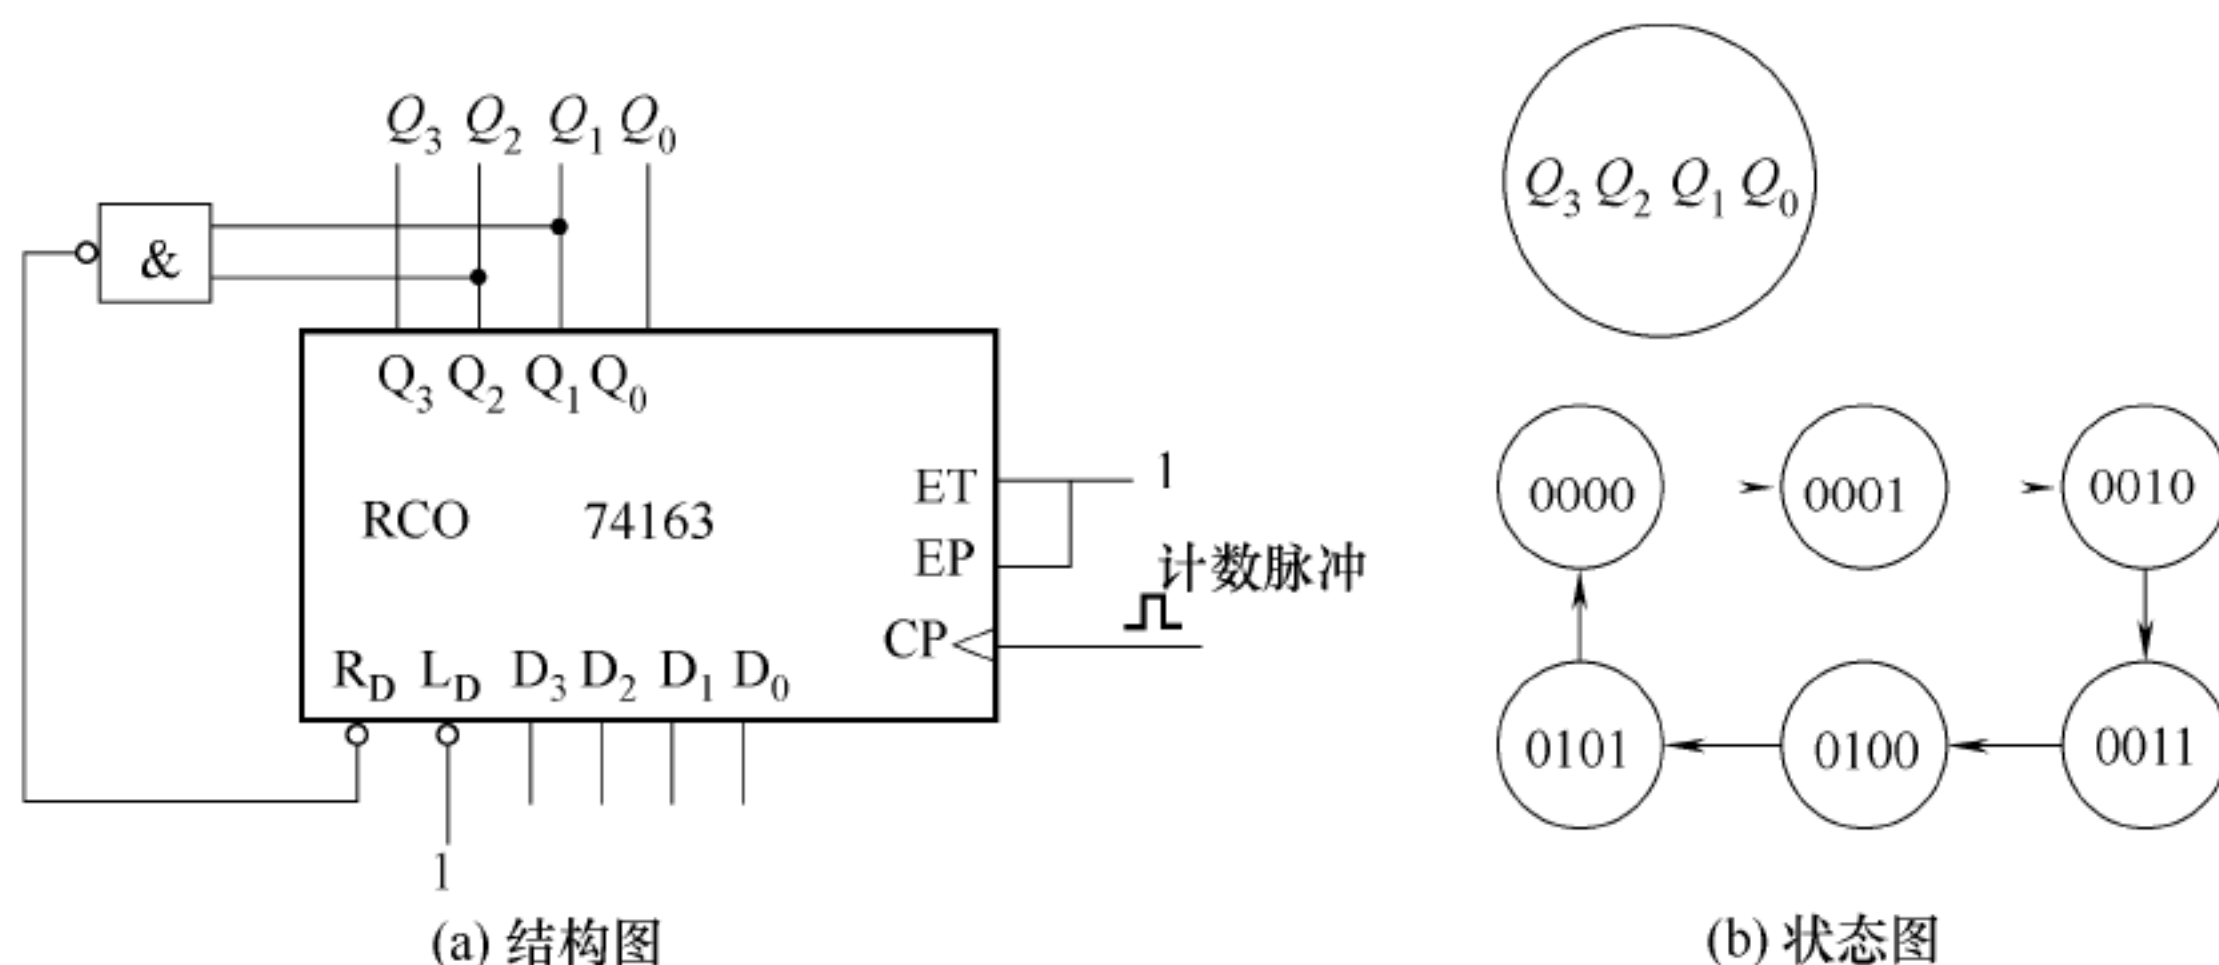 Q3 Q2 Q1 Q0
&
Q3 Q2 Q1 Q0
RCO 74163
ET
EP
CP
1
计数脉冲
RD LD D3 D2 D1 D0
1
(a) 结构图
Q3 Q2 Q1 Q0
0000 0001 0010
0101 0100 0011
(b) 状态图